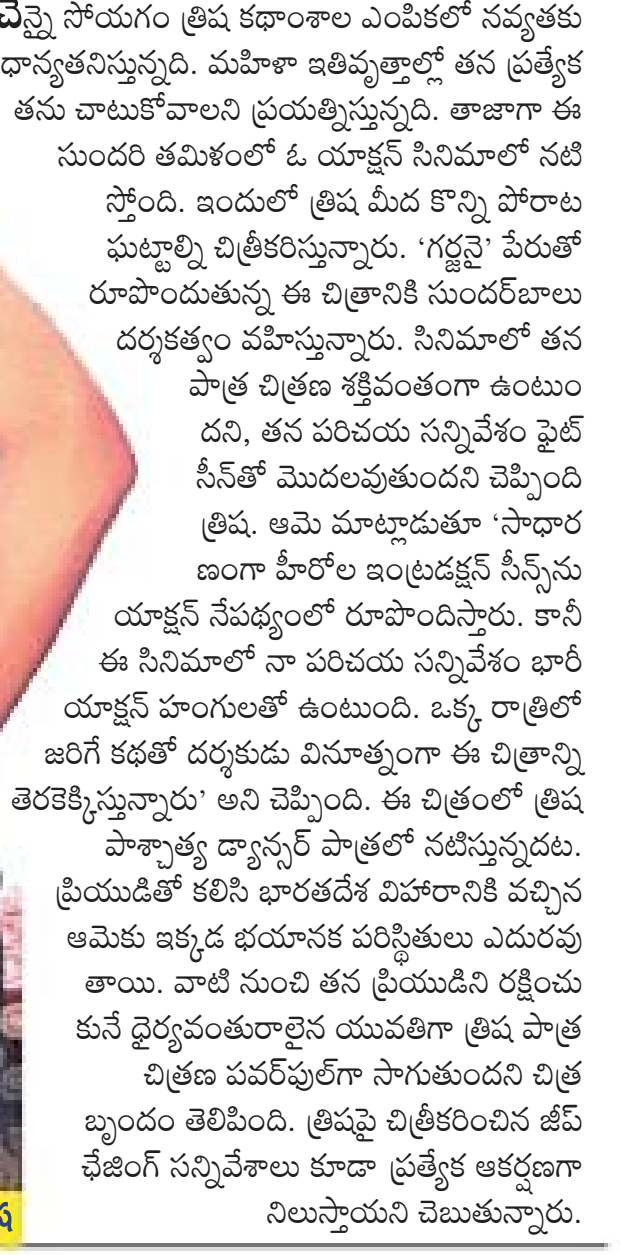 చెన్నై సోయగం త్రిష కథాంశాల ఎంపికలో నవ్యతకు
ధాన్యతనిస్తున్నది. మహిళా ఇతివృత్తాల్లో తన ప్రత్యేక
తను చాటుకోవాలని ప్రయత్నిస్తున్నది. తాజాగా ఈ
సుందరి తమిళంలో ఓ యాక్షన్ సినిమాలో నటి
స్తోంది. ఇందులో త్రిష మీద కొన్ని పోరాట
ఘట్టాల్ని చిత్రీకరిస్తున్నారు. ‘గర్జనై’ పేరుతో
రూపొందుతున్న ఈ చిత్రానికి సుందర్‌బాలు
దర్శకత్వం వహిస్తున్నారు. సినిమాలో తన
పాత్ర చిత్రణ శక్తివంతంగా ఉంటుం
దని, తన పరిచయ సన్నివేశం ఫైట్
సీన్‌తో మొదలవుతుందని చెప్పింది
త్రిష. ఆమె మాట్లాడుతూ ‘సాధార
ణంగా హీరోల ఇంట్రడక్షన్ సీన్స్‌ను
యాక్షన్ నేపథ్యంలో రూపొందిస్తారు. కానీ
ఈ సినిమాలో నా పరిచయ సన్నివేశం భారీ
యాక్షన్ హంగులతో ఉంటుంది. ఒక్క రాత్రిలో
జరిగే కథతో దర్శకుడు వినూత్నంగా ఈ చిత్రాన్ని
తెరకెక్కిస్తున్నారు’ అని చెప్పింది. ఈ చిత్రంలో త్రిష
పాశ్చాత్య డ్యాన్సర్ పాత్రలో నటిస్తున్నదట.
ప్రియుడితో కలిసి భారతదేశ విహారానికి వచ్చిన
ఆమెకు ఇక్కడ భయానక పరిస్థితులు ఎదురవు
తాయి. వాటి నుంచి తన ప్రియుడిని రక్షించు
కునే ధైర్యవంతురాలైన యువతిగా త్రిష పాత్ర
చిత్రణ పవర్‌ఫుల్‌గా సాగుతుందని చిత్ర
బృందం తెలిపింది. త్రిషపై చిత్రీకరించిన జీప్
ఛేజింగ్ సన్నివేశాలు కూడా ప్రత్యేక ఆకర్షణగా
నిలుస్తాయని చెబుతున్నారు.